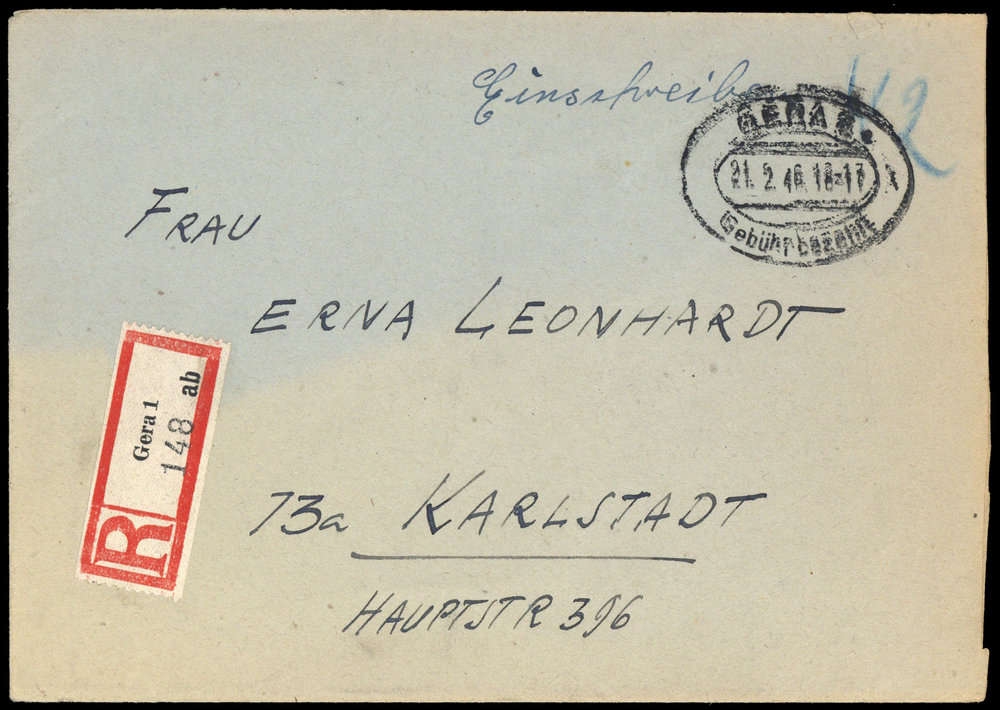 Einschreiben
42
GERA 2.
21. 2. 46. 16-17
Gebühr bezahlt
FRAU
ERNA LEONHARDT
Gera 1
148 ab
R
13a KARLSTADT
HAUPTSTR 396